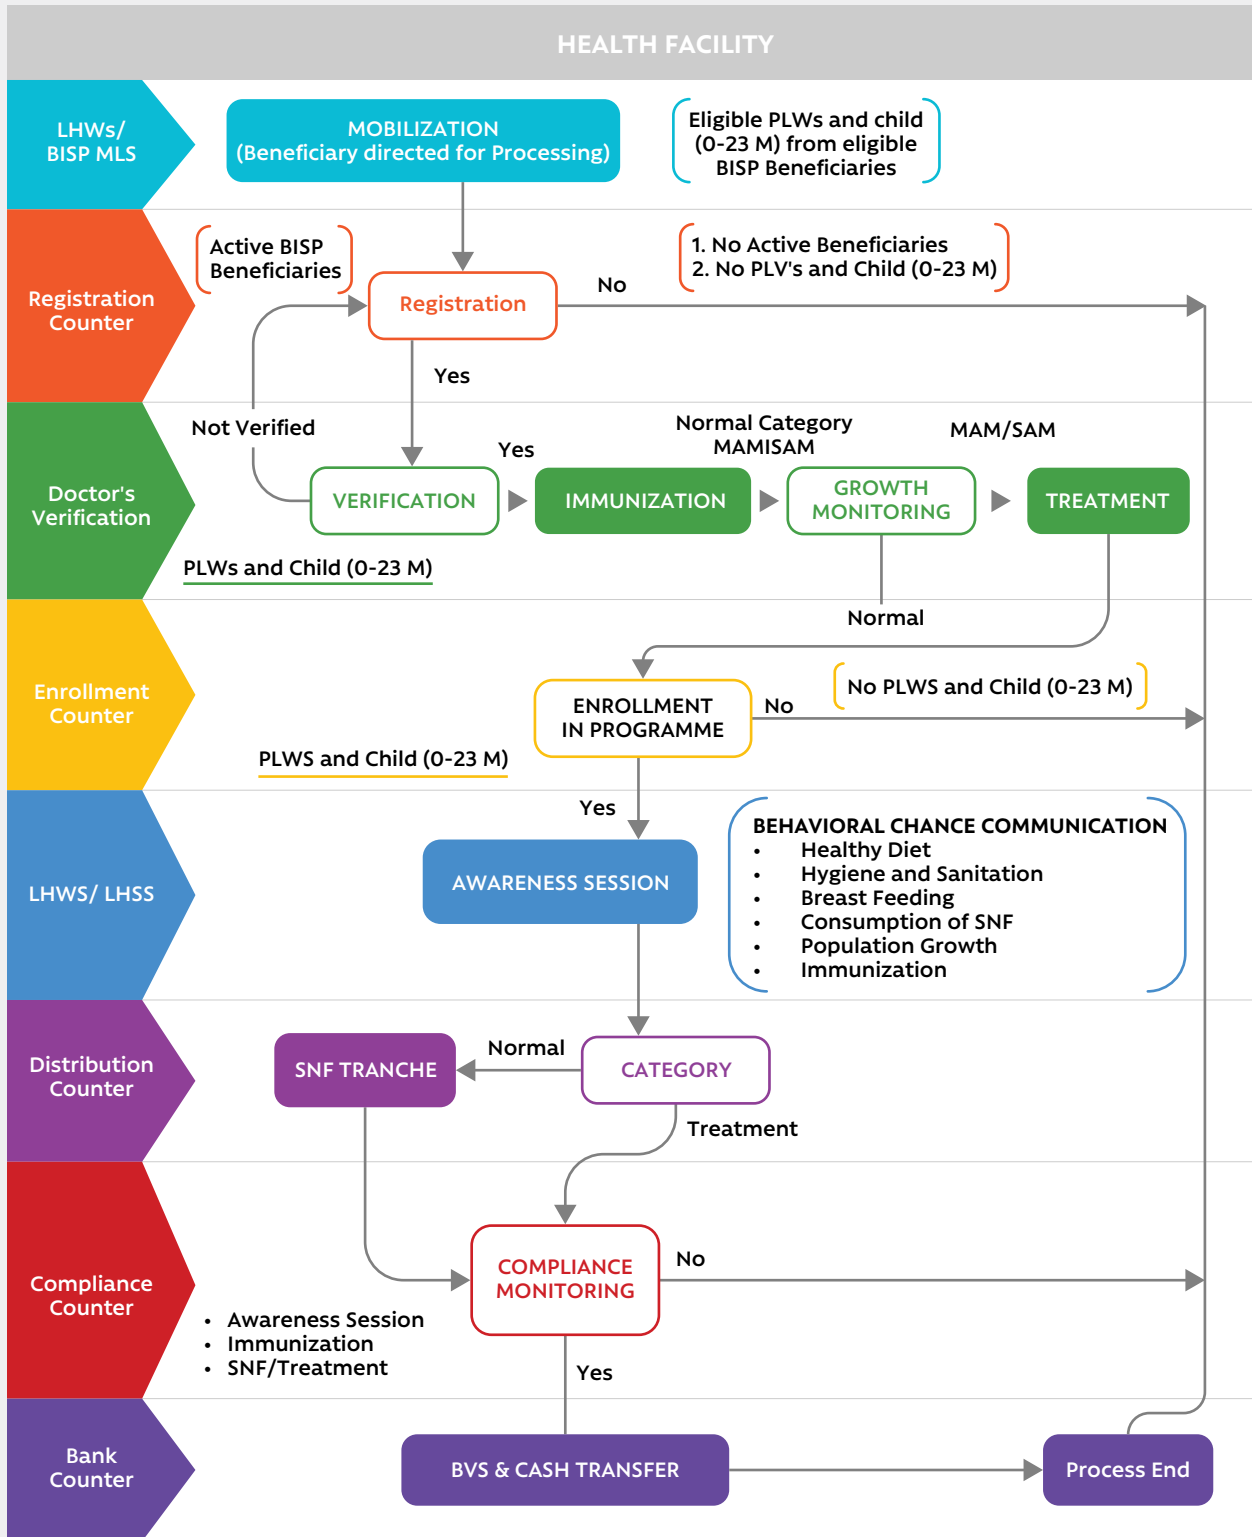 HEALTH FACILITY
LHWs/
BISP MLS
MOBILIZATION
(Beneficiary directed for Processing)
Eligible PLWs and child
(0-23 M) from eligible
BISP Beneficiaries
Registration
Counter
Active BISP
Beneficiaries
Registration
No
1. No Active Beneficiaries
2. No PLV's and Child (0-23 M)
Yes
Doctor's
Verification
Not Verified
VERIFICATION
Yes
IMMUNIZATION
Normal Category
MAMISAM
GROWTH
MONITORING
MAM/SAM
TREATMENT
PLWs and Child (0-23 M)
Normal
Enrollment
Counter
ENROLLMENT
IN PROGRAMME
No
No PLWS and Child (0-23 M)
PLWS and Child (0-23 M)
Yes
LHWS/ LHSS
AWARENESS SESSION
BEHAVIORAL CHANCE COMMUNICATION
• Healthy Diet
• Hygiene and Sanitation
• Breast Feeding
• Consumption of SNF
• Population Growth
• Immunization
Distribution
Counter
SNF TRANCHE
Normal
CATEGORY
Treatment
Compliance
Counter
COMPLIANCE
MONITORING
No
• Awareness Session
• Immunization
• SNF/Treatment
Yes
Bank
Counter
BVS & CASH TRANSFER
Process End